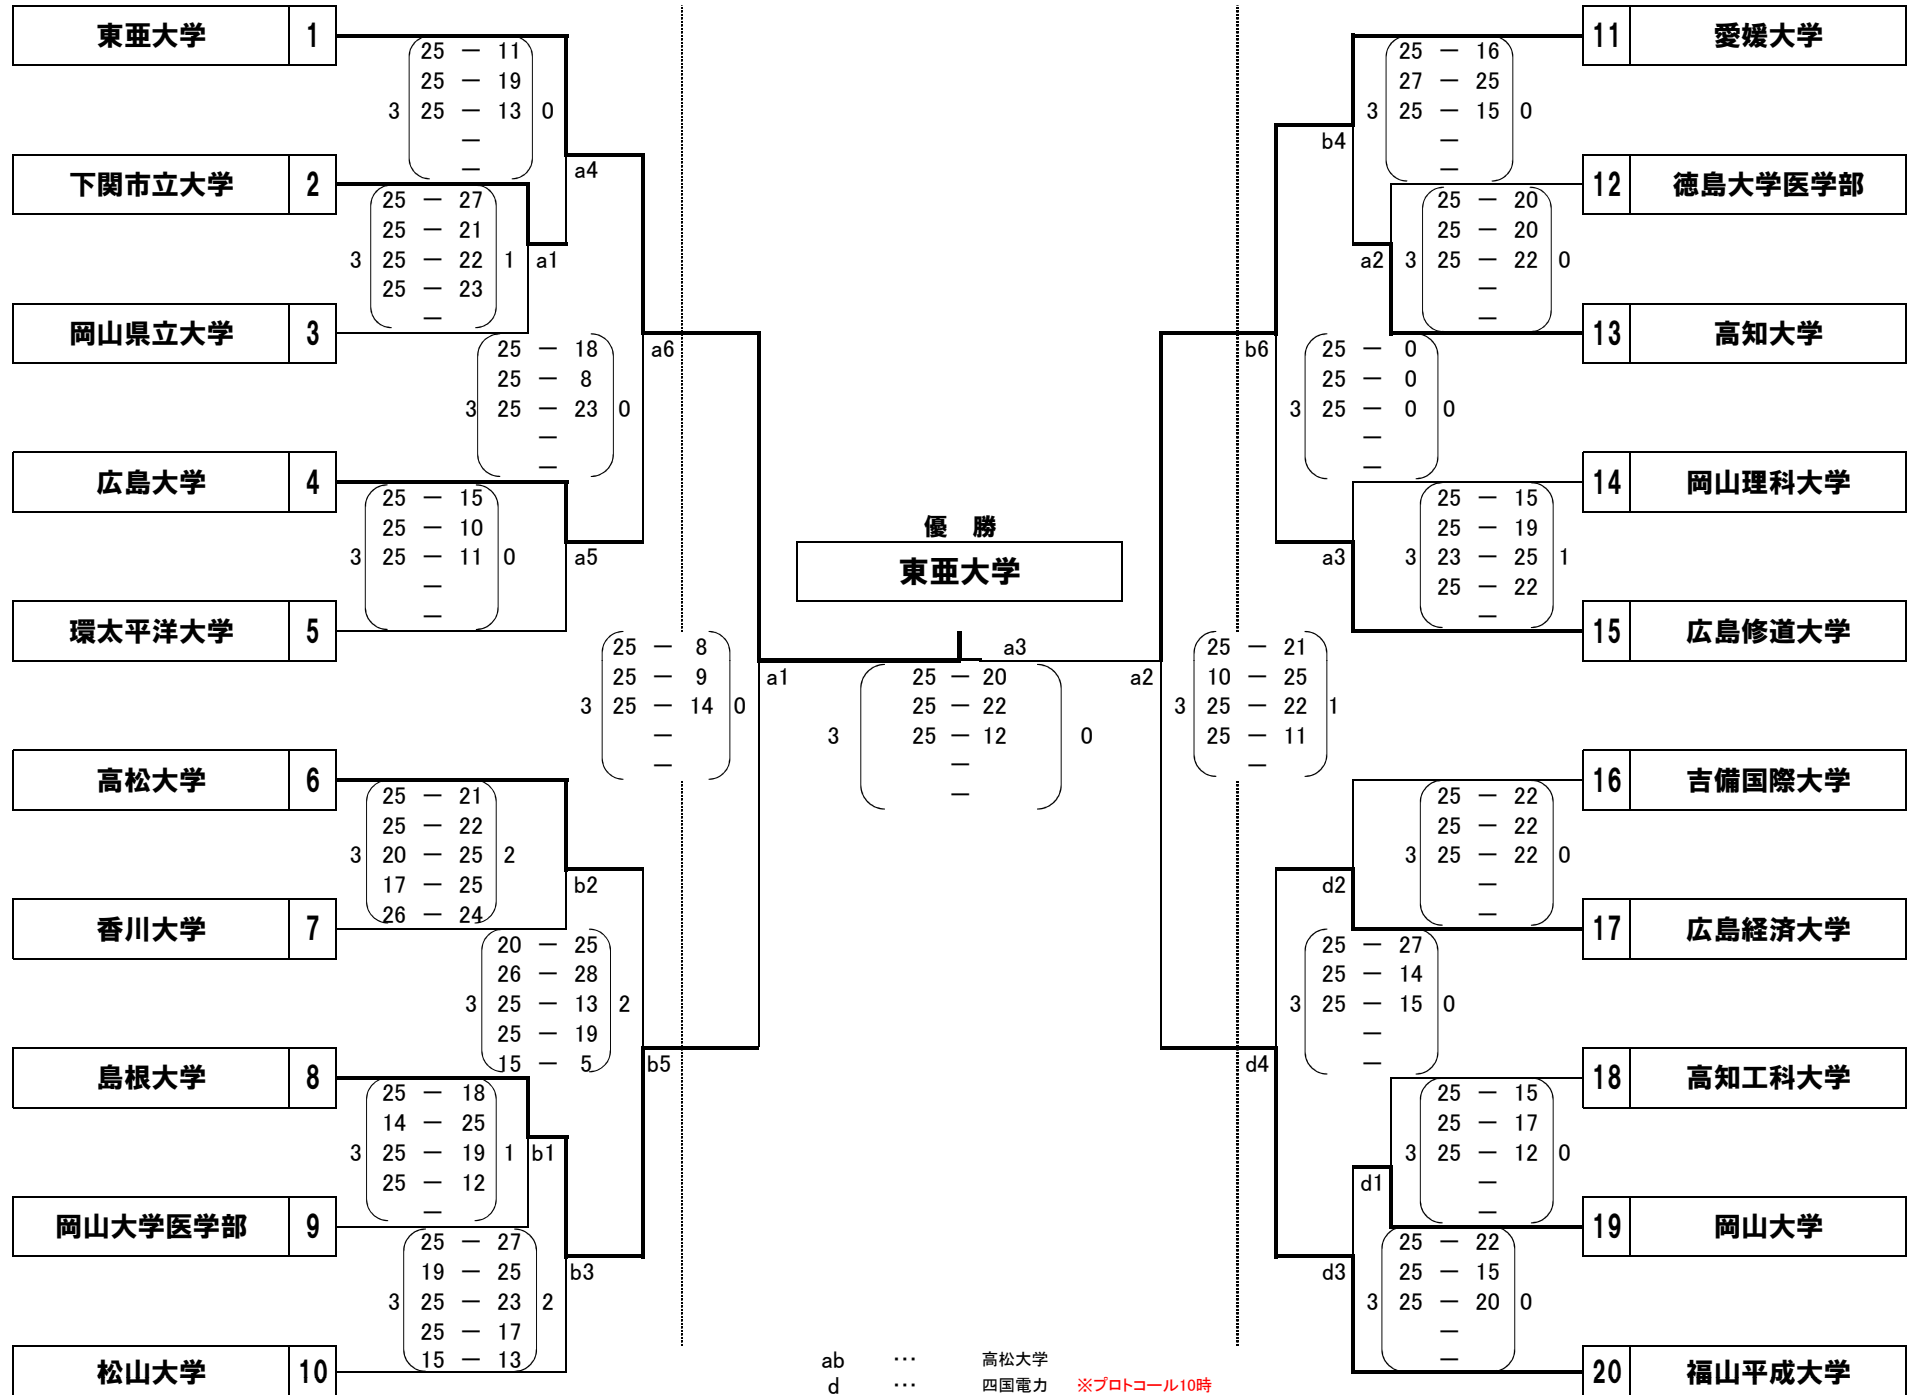 東亜大学 1
25 — 11
25 — 19
3 25 — 13 0
—
—
a4
下関市立大学 2
25 — 27
25 — 21
3 25 — 22 1
25 — 23
—
a1
岡山県立大学 3
25 — 18
25 — 8
3 25 — 23 0
—
—
a6
広島大学 4
25 — 15
25 — 10
3 25 — 11 0
—
—
a5
環太平洋大学 5
25 — 8
25 — 9
3 25 — 14 0
—
—
a1
高松大学 6
25 — 21
25 — 22
3 20 — 25 2
17 — 25
26 — 24
b2
香川大学 7
20 — 25
26 — 28
3 25 — 13 2
25 — 19
15 — 5
b5
島根大学 8
25 — 18
14 — 25
3 25 — 19 1
25 — 12
—
b1
岡山大学医学部 9
25 — 27
19 — 25
3 25 — 23 2
25 — 17
15 — 13
b3
松山大学 10
優 勝
東亜大学
a3
25 — 20
25 — 22
3 25 — 12 0
—
—
11 愛媛大学
25 — 16
27 — 25
3 25 — 15 0
—
—
b4
12 徳島大学医学部
25 — 20
25 — 20
a2 3 25 — 22 0
—
—
13 高知大学
b6
25 — 0
25 — 0
3 25 — 0 0
—
—
14 岡山理科大学
25 — 15
25 — 19
a3 3 23 — 25 1
25 — 22
—
15 広島修道大学
a2
25 — 21
10 — 25
3 25 — 22 1
25 — 11
—
16 吉備国際大学
25 — 22
25 — 22
3 25 — 22 0
—
—
d2
17 広島経済大学
25 — 27
25 — 14
3 25 — 15 0
—
—
d4
18 高知工科大学
25 — 15
25 — 17
3 25 — 12 0
—
—
d1
19 岡山大学
25 — 22
25 — 15
3 25 — 20 0
—
—
d3
20 福山平成大学
ab … 高松大学
d … 四国電力 ※プロトコール10時